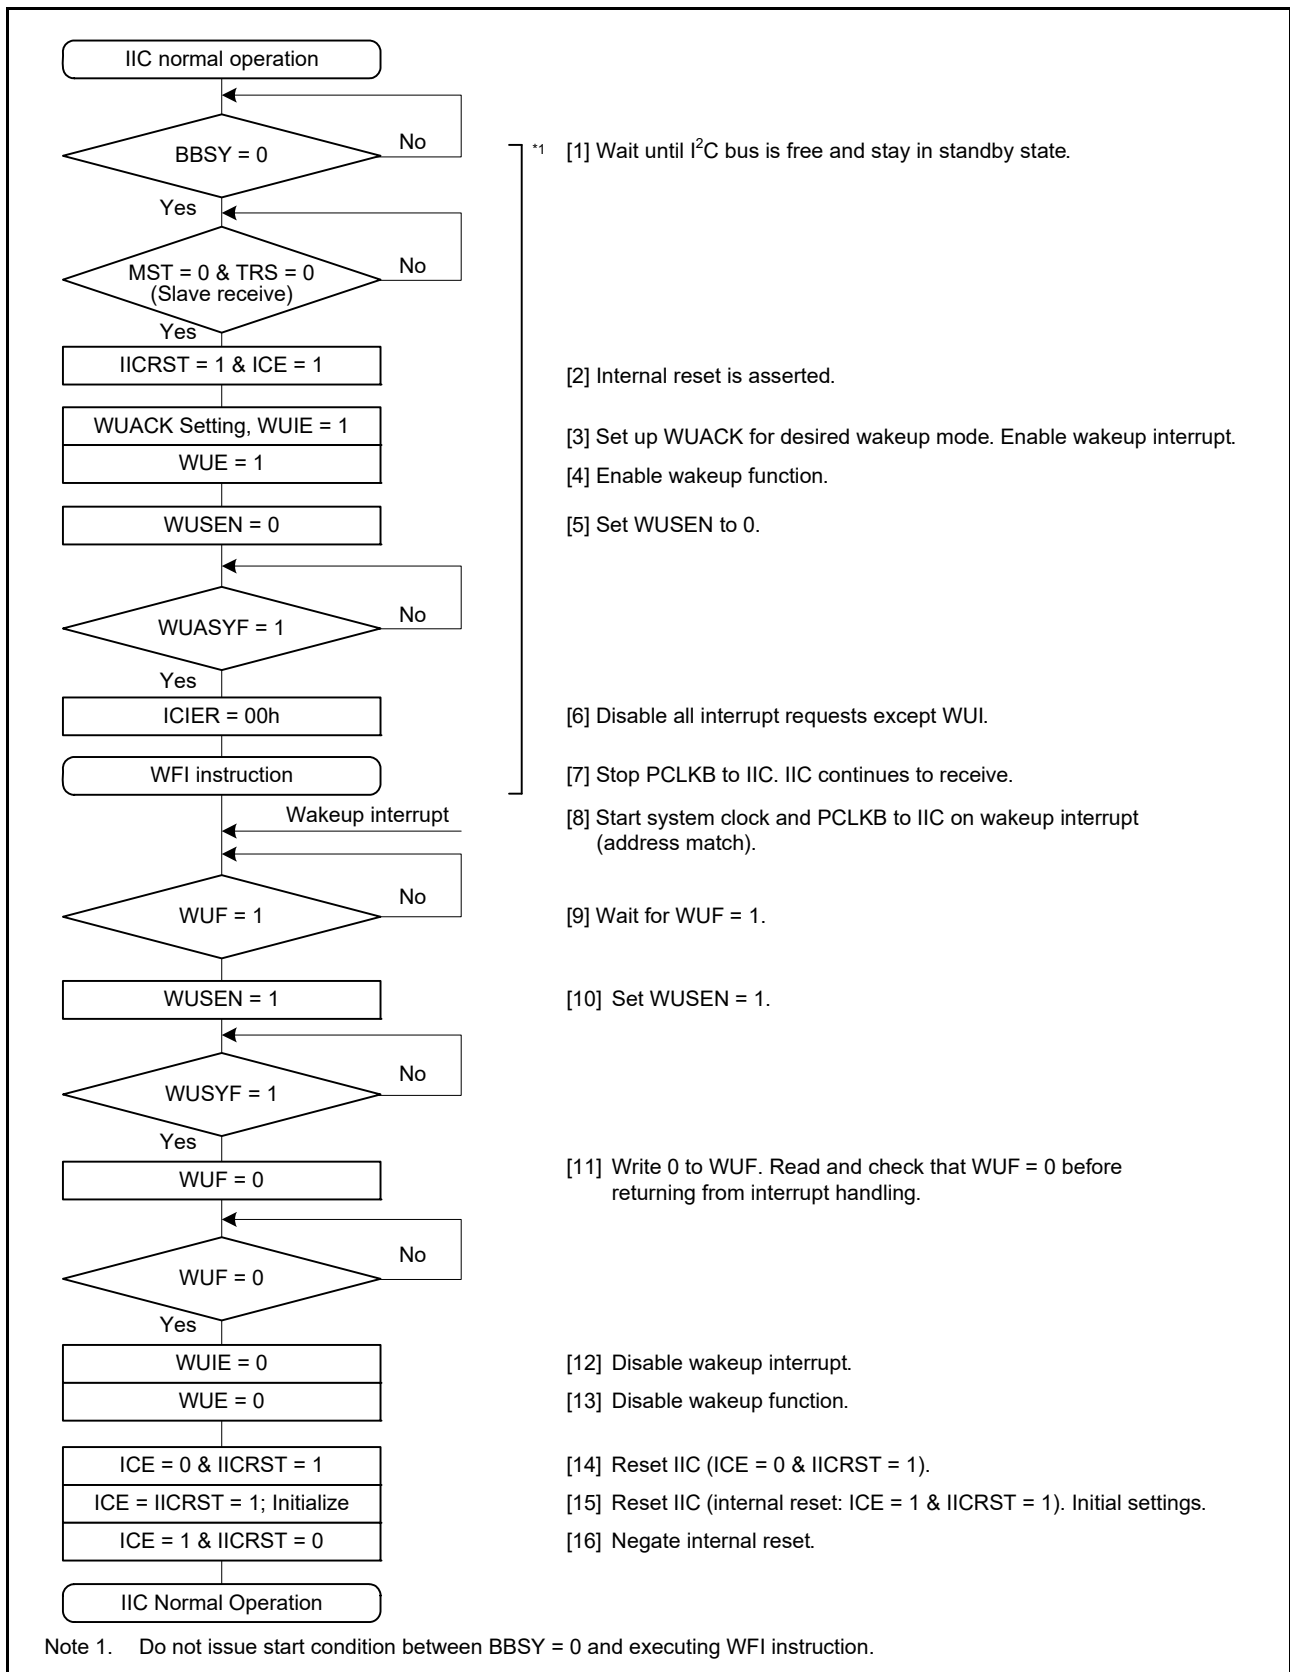 IIC normal operation
BBSY = 0
No
*1
[1] Wait until I²C bus is free and stay in standby state.
Yes
MST = 0 & TRS = 0
(Slave receive)
No
Yes
IICRST = 1 & ICE = 1
[2] Internal reset is asserted.
WUACK Setting, WUIE = 1
[3] Set up WUACK for desired wakeup mode. Enable wakeup interrupt.
WUE = 1
[4] Enable wakeup function.
WUSEN = 0
[5] Set WUSEN to 0.
WUASYF = 1
No
Yes
ICIER = 00h
[6] Disable all interrupt requests except WUI.
WFI instruction
[7] Stop PCLKB to IIC. IIC continues to receive.
Wakeup interrupt
[8] Start system clock and PCLKB to IIC on wakeup interrupt
(address match).
No
WUF = 1
[9] Wait for WUF = 1.
WUSEN = 1
[10] Set WUSEN = 1.
No
WUSYF = 1
Yes
WUF = 0
[11] Write 0 to WUF. Read and check that WUF = 0 before
returning from interrupt handling.
No
WUF = 0
Yes
WUIE = 0
[12] Disable wakeup interrupt.
WUE = 0
[13] Disable wakeup function.
ICE = 0 & IICRST = 1
[14] Reset IIC (ICE = 0 & IICRST = 1).
ICE = IICRST = 1; Initialize
[15] Reset IIC (internal reset: ICE = 1 & IICRST = 1). Initial settings.
ICE = 1 & IICRST = 0
[16] Negate internal reset.
IIC Normal Operation
Note 1. Do not issue start condition between BBSY = 0 and executing WFI instruction.